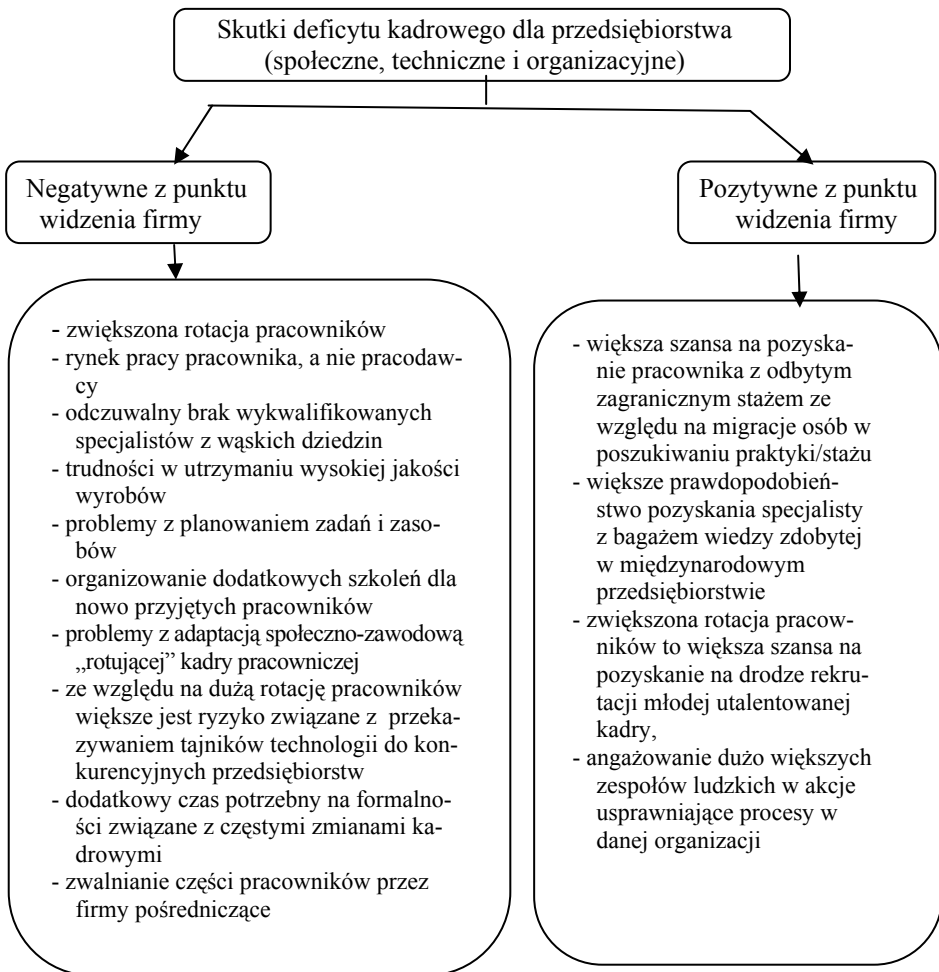 Skutki deficytu kadrowego dla przedsiębiorstwa
(społeczne, techniczne i organizacyjne)
Negatywne z punktu
widzenia firmy
- zwiększona rotacja pracowników
- rynek pracy pracownika, a nie pracodaw-
cy
- odczuwalny brak wykwalifikowanych
specjalistów z wąskich dziedzin
- trudności w utrzymaniu wysokiej jakości
wyrobów
- problemy z planowaniem zadań i zaso-
bów
- organizowanie dodatkowych szkoleń dla
nowo przyjętych pracowników
- problemy z adaptacją społeczno-zawodową
„rotującej” kadry pracowniczej
- ze względu na dużą rotację pracowników
większe jest ryzyko związane z przeka-
zywaniem tajników technologii do kon-
kurencyjnych przedsiębiorstw
- dodatkowy czas potrzebny na formalno-
ści związane z częstymi zmianami ka-
drowymi
- zwalnianie części pracowników przez
firmy pośredniczące
Pozytywne z punktu
widzenia firmy
- większa szansa na pozyska-
nie pracownika z odbytym
zagranicznym stażem ze
względu na migracje osób w
poszukiwaniu praktyki/stażu
- większe prawdopodobień-
stwo pozyskania specjalisty
z bagażem wiedzy zdobytej
w międzynarodowym
przedsiębiorstwie
- zwiększona rotacja pracow-
ników to większa szansa na
pozyskanie na drodze rekru-
tacji młodej utalentowanej
kadry,
- angażowanie dużo większych
zespołów ludzkich w akcje
usprawniające procesy w
danej organizacji